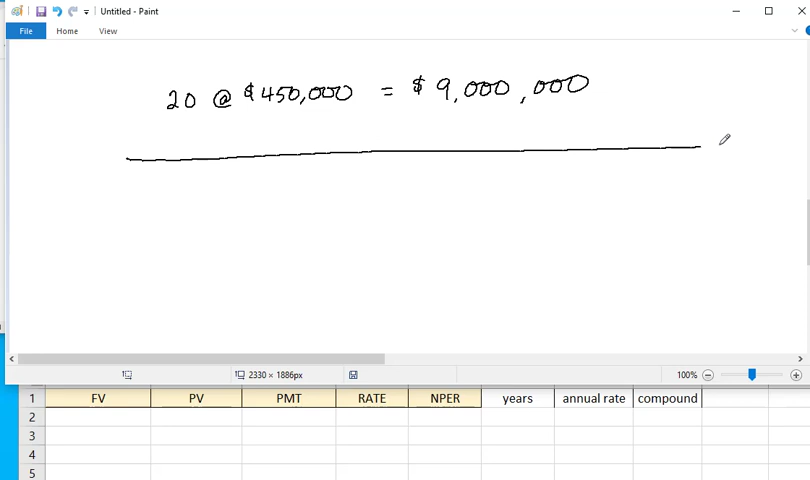 Untitled - Paint
File Home View
20 @ $450,000 = $9,000,000
2330 × 1886px 100%
1 FV PV PMT RATE NPER years annual rate compound
2
3
4
5